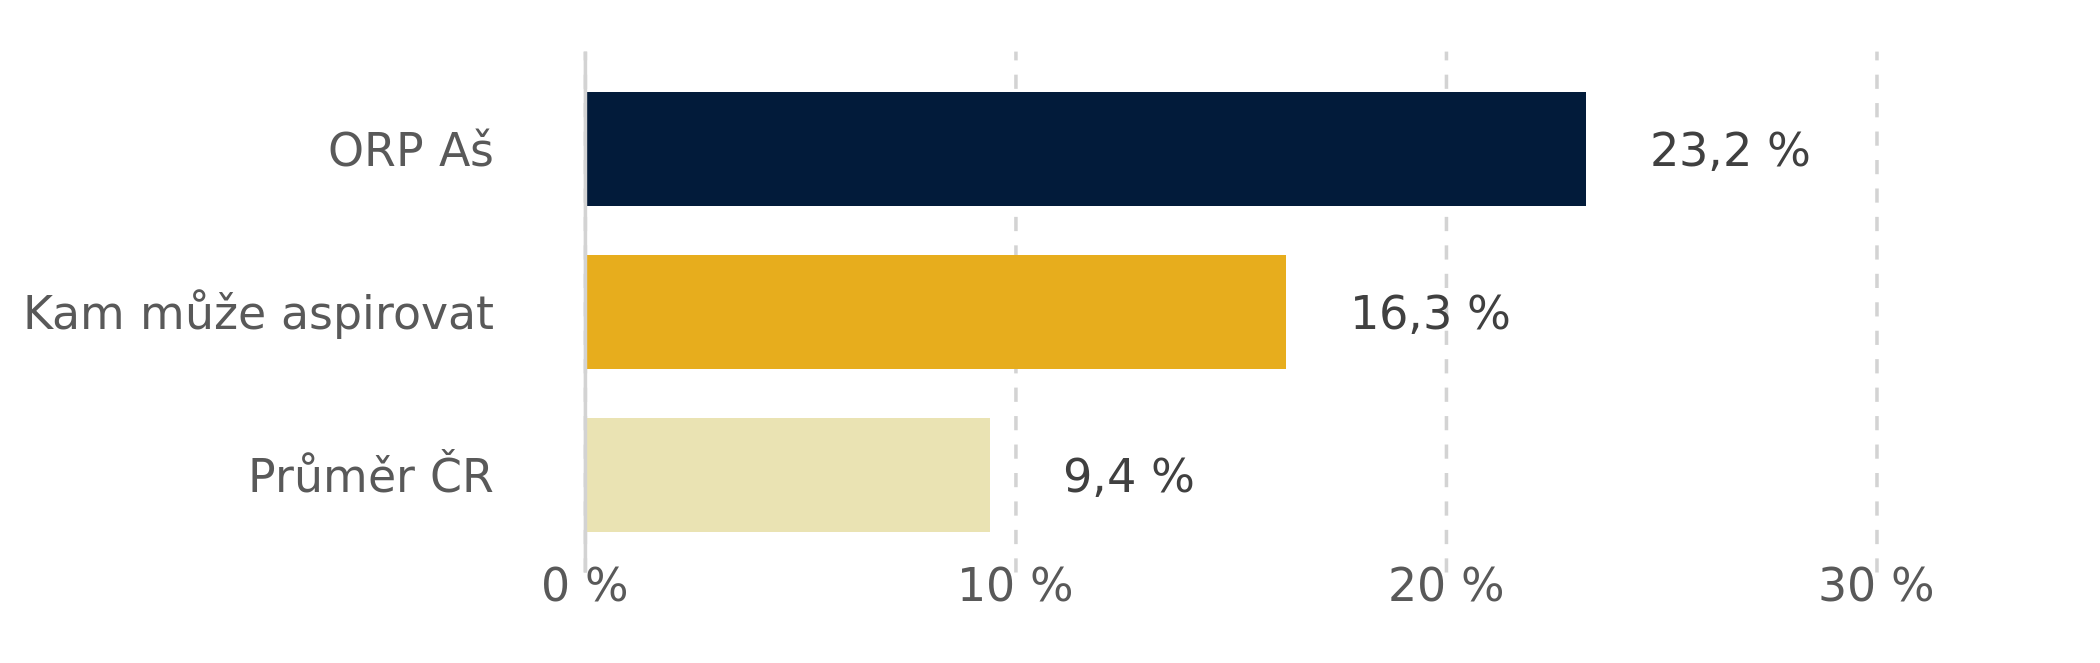 ORP Aš
23,2 %
Kam může aspirovat
16,3 %
Průměr ČR
9,4 %
0 %
10 %
20 %
30 %